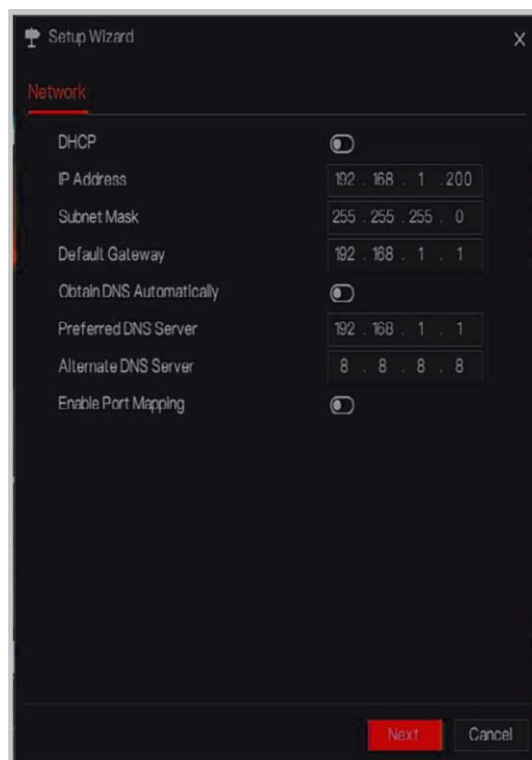 Setup Wizard
X
Network
DHCP
IP Address 192 . 168 . 1 . 200
Subnet Mask 255 . 255 . 255 . 0
Default Gateway 192 . 168 . 1 . 1
Obtain DNS Automatically
Preferred DNS Server 192 . 168 . 1 . 1
Alternate DNS Server 8 . 8 . 8 . 8
Enable Port Mapping
Next Cancel